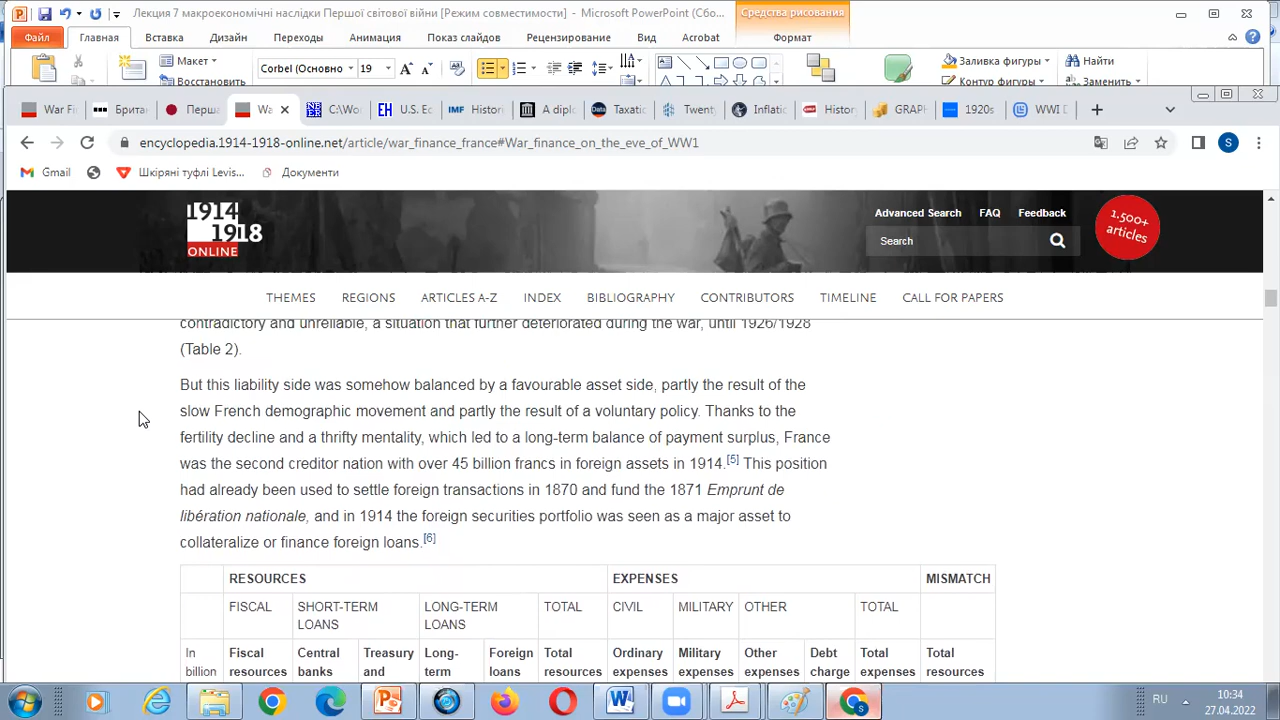 Лекция 7 макроекономічні наслідки Першої світової війни [Режим совместимости] - Microsoft PowerPoint (Сбо...
Средства рисования
Файл Главная Вставка Дизайн Переходы Анимация Показ слайдов Рецензирование Вид Acrobat Формат
Макет
Восстановить
Corbel (Осно́вно 19
Заливка фигуры
Контур фигуры
Найти
Заменить
War Fi Брита Перша Wa C\Wo U.S. Ec Histori A dipl Taxatic Twenty Inflatic History GRAPH 1920s WWI D
encyclopedia.1914-1918-online.net/article/war_finance_france#War_finance_on_the_eve_of_WW1
S
Gmail Шкіряні туфлі Levis... Документи
1914
1918
ONLINE
Advanced Search FAQ Feedback
Search
1.500+
articles
THEMES REGIONS ARTICLES A-Z INDEX BIBLIOGRAPHY CONTRIBUTORS TIMELINE CALL FOR PAPERS
contradictory and unreliable, a situation that further deteriorated during the war, until 1926/1928
(Table 2).
But this liability side was somehow balanced by a favourable asset side, partly the result of the
slow French demographic movement and partly the result of a voluntary policy. Thanks to the
fertility decline and a thrifty mentality, which led to a long-term balance of payment surplus, France
was the second creditor nation with over 45 billion francs in foreign assets in 1914.[5] This position
had already been used to settle foreign transactions in 1870 and fund the 1871 Emprunt de
libération nationale, and in 1914 the foreign securities portfolio was seen as a major asset to
collateralize or finance foreign loans.[6]
RESOURCES EXPENSES MISMATCH
FISCAL SHORT-TERM LONG-TERM TOTAL CIVIL MILITARY OTHER TOTAL
LOANS LOANS
In Fiscal Central Treasury Long- Foreign Total Ordinary Military Other Debt Total Total
billion resources banks and term loans resources expenses expenses expenses charge expenses resources
RU
10:34
27.04.2022